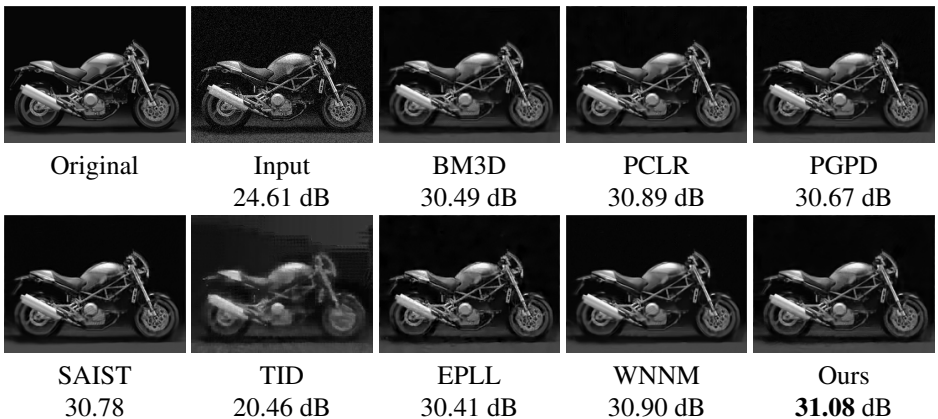 Original Input BM3D PCLR PGPD
24.61 dB 30.49 dB 30.89 dB 30.67 dB
SAIST TID EPLL WNNM Ours
30.78 20.46 dB 30.41 dB 30.90 dB 31.08 dB